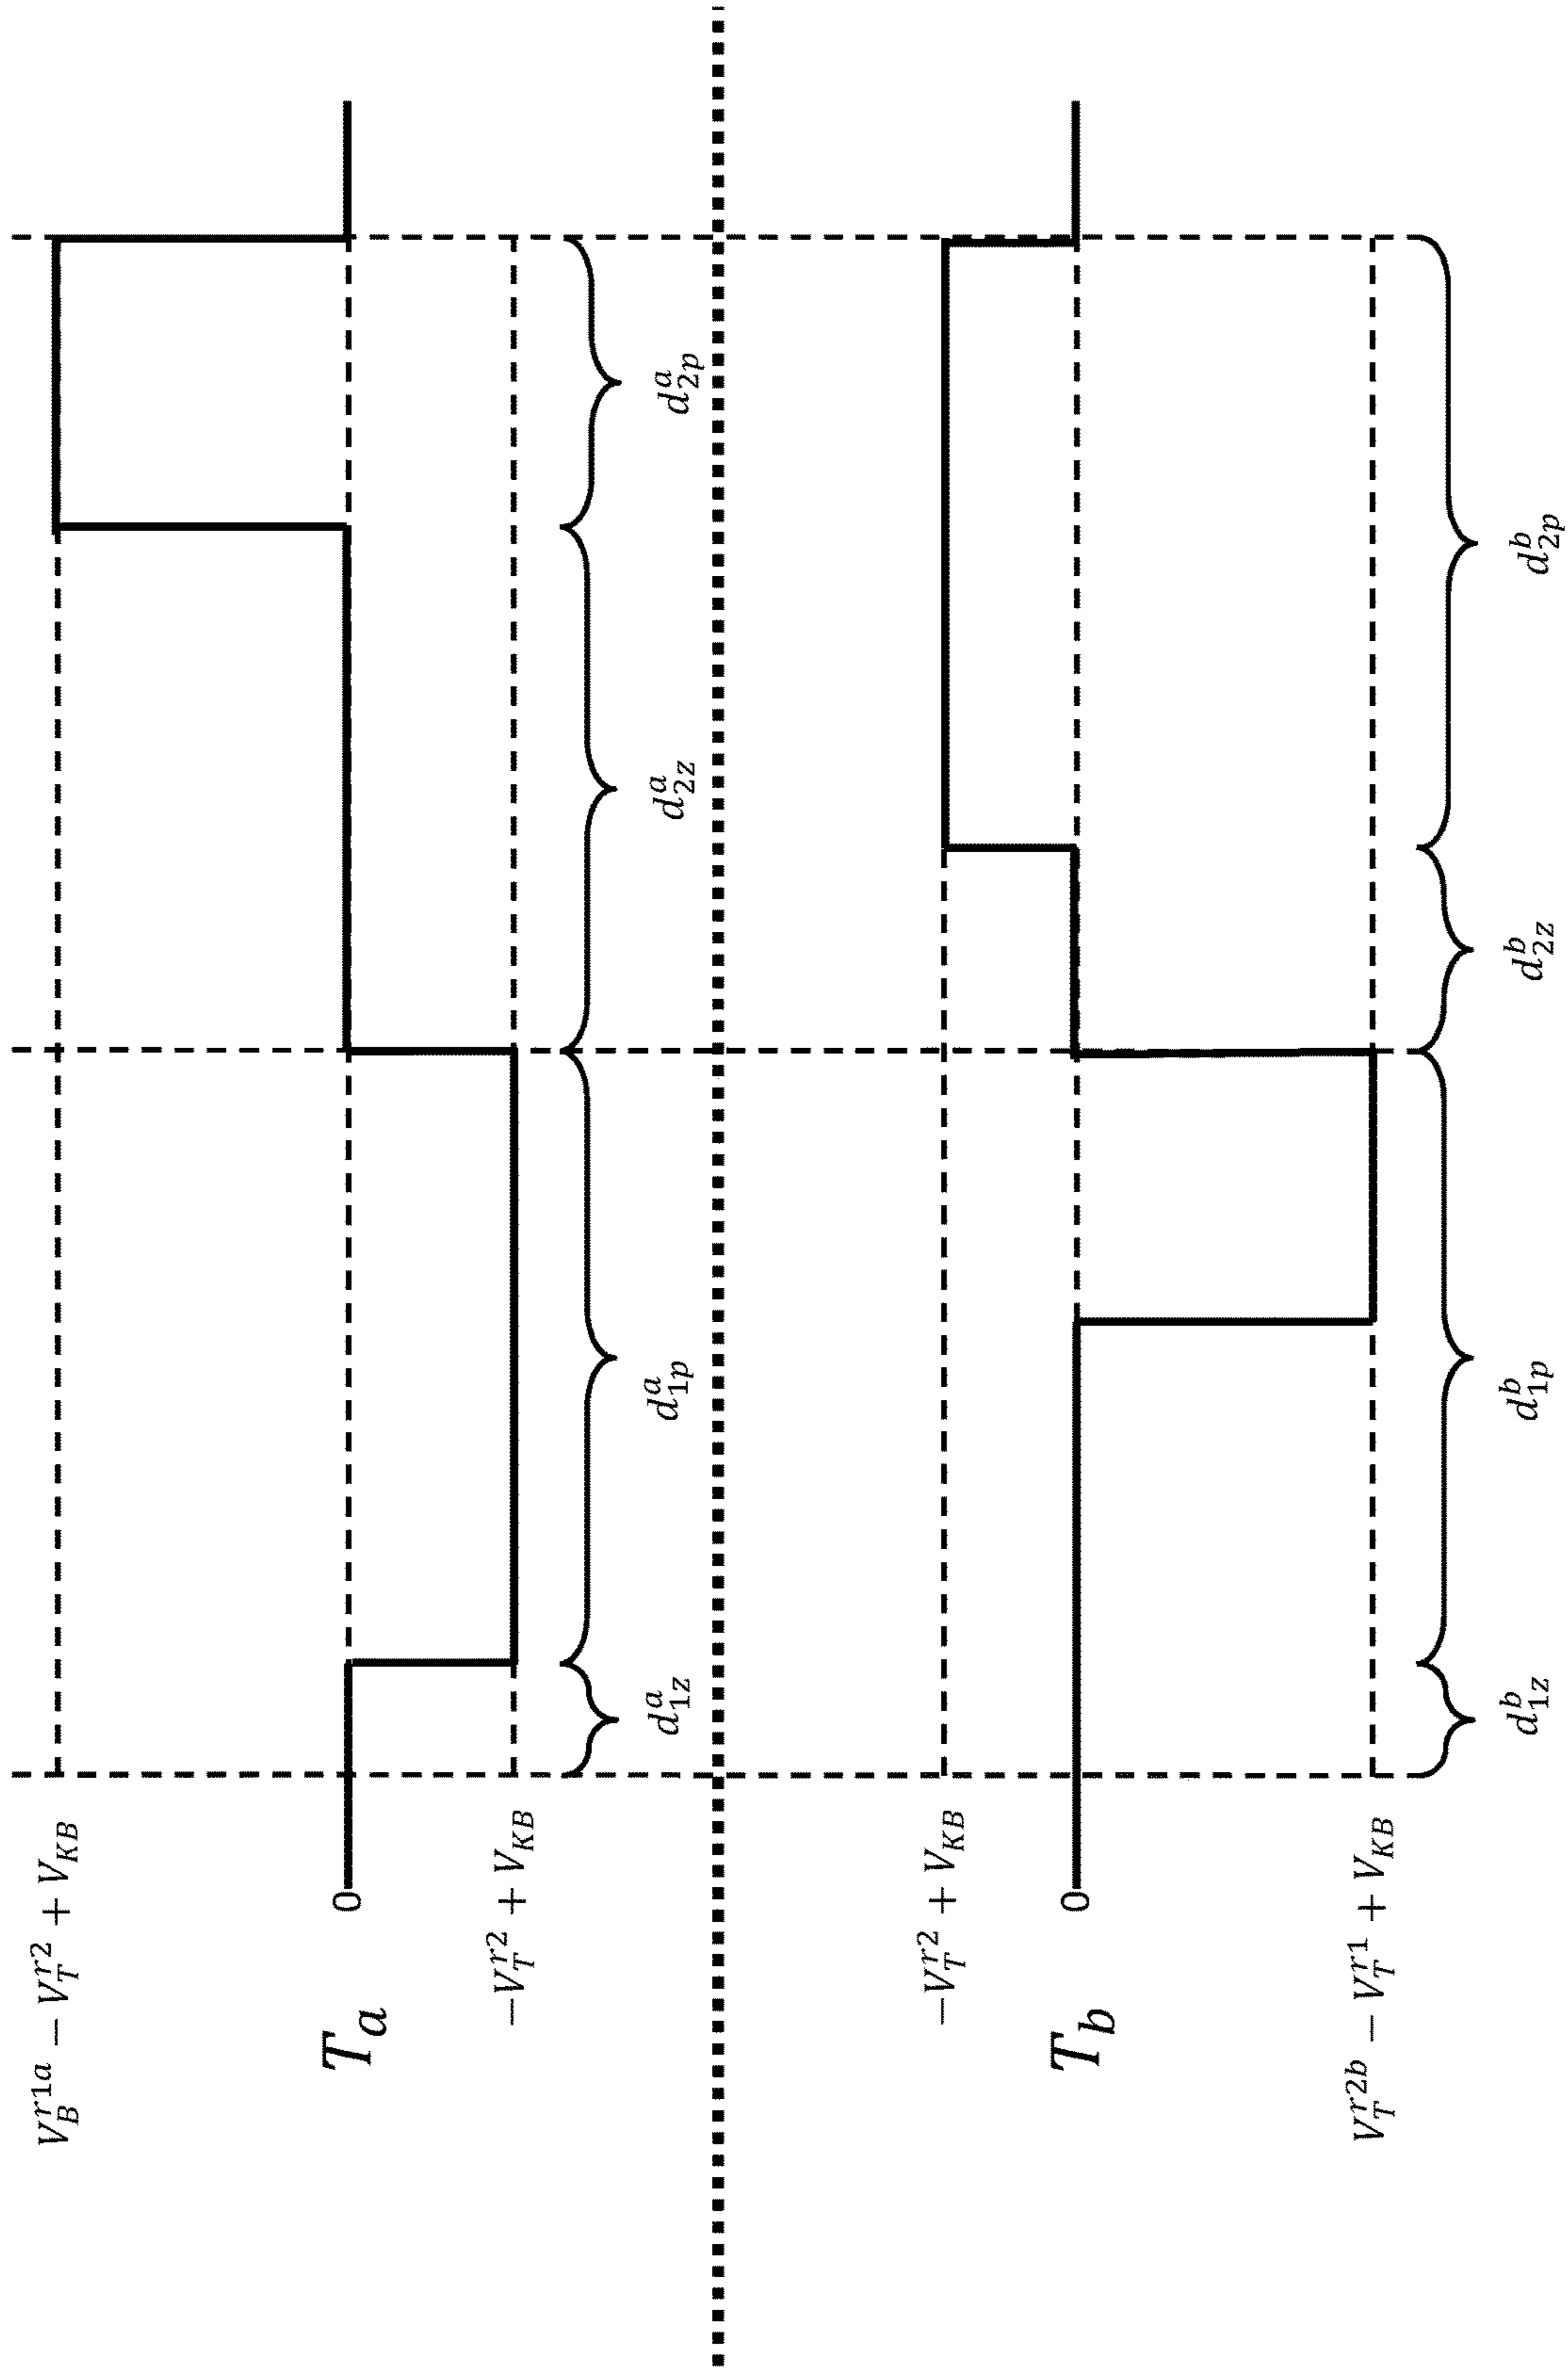 $V_B^{r1a} - V_T^{r2} + V_{KB}$
0
$T_a$
$-V_T^{r2} + V_{KB}$
$d_{1z}^a$ $d_{1p}^a$ $d_{2z}^a$ $d_{2p}^a$
$-V_T^{r2} + V_{KB}$
0
$T_b$
$V_T^{r2b} - V_T^{r1} + V_{KB}$
$d_{1z}^b$ $d_{1p}^b$ $d_{2z}^b$ $d_{2p}^b$